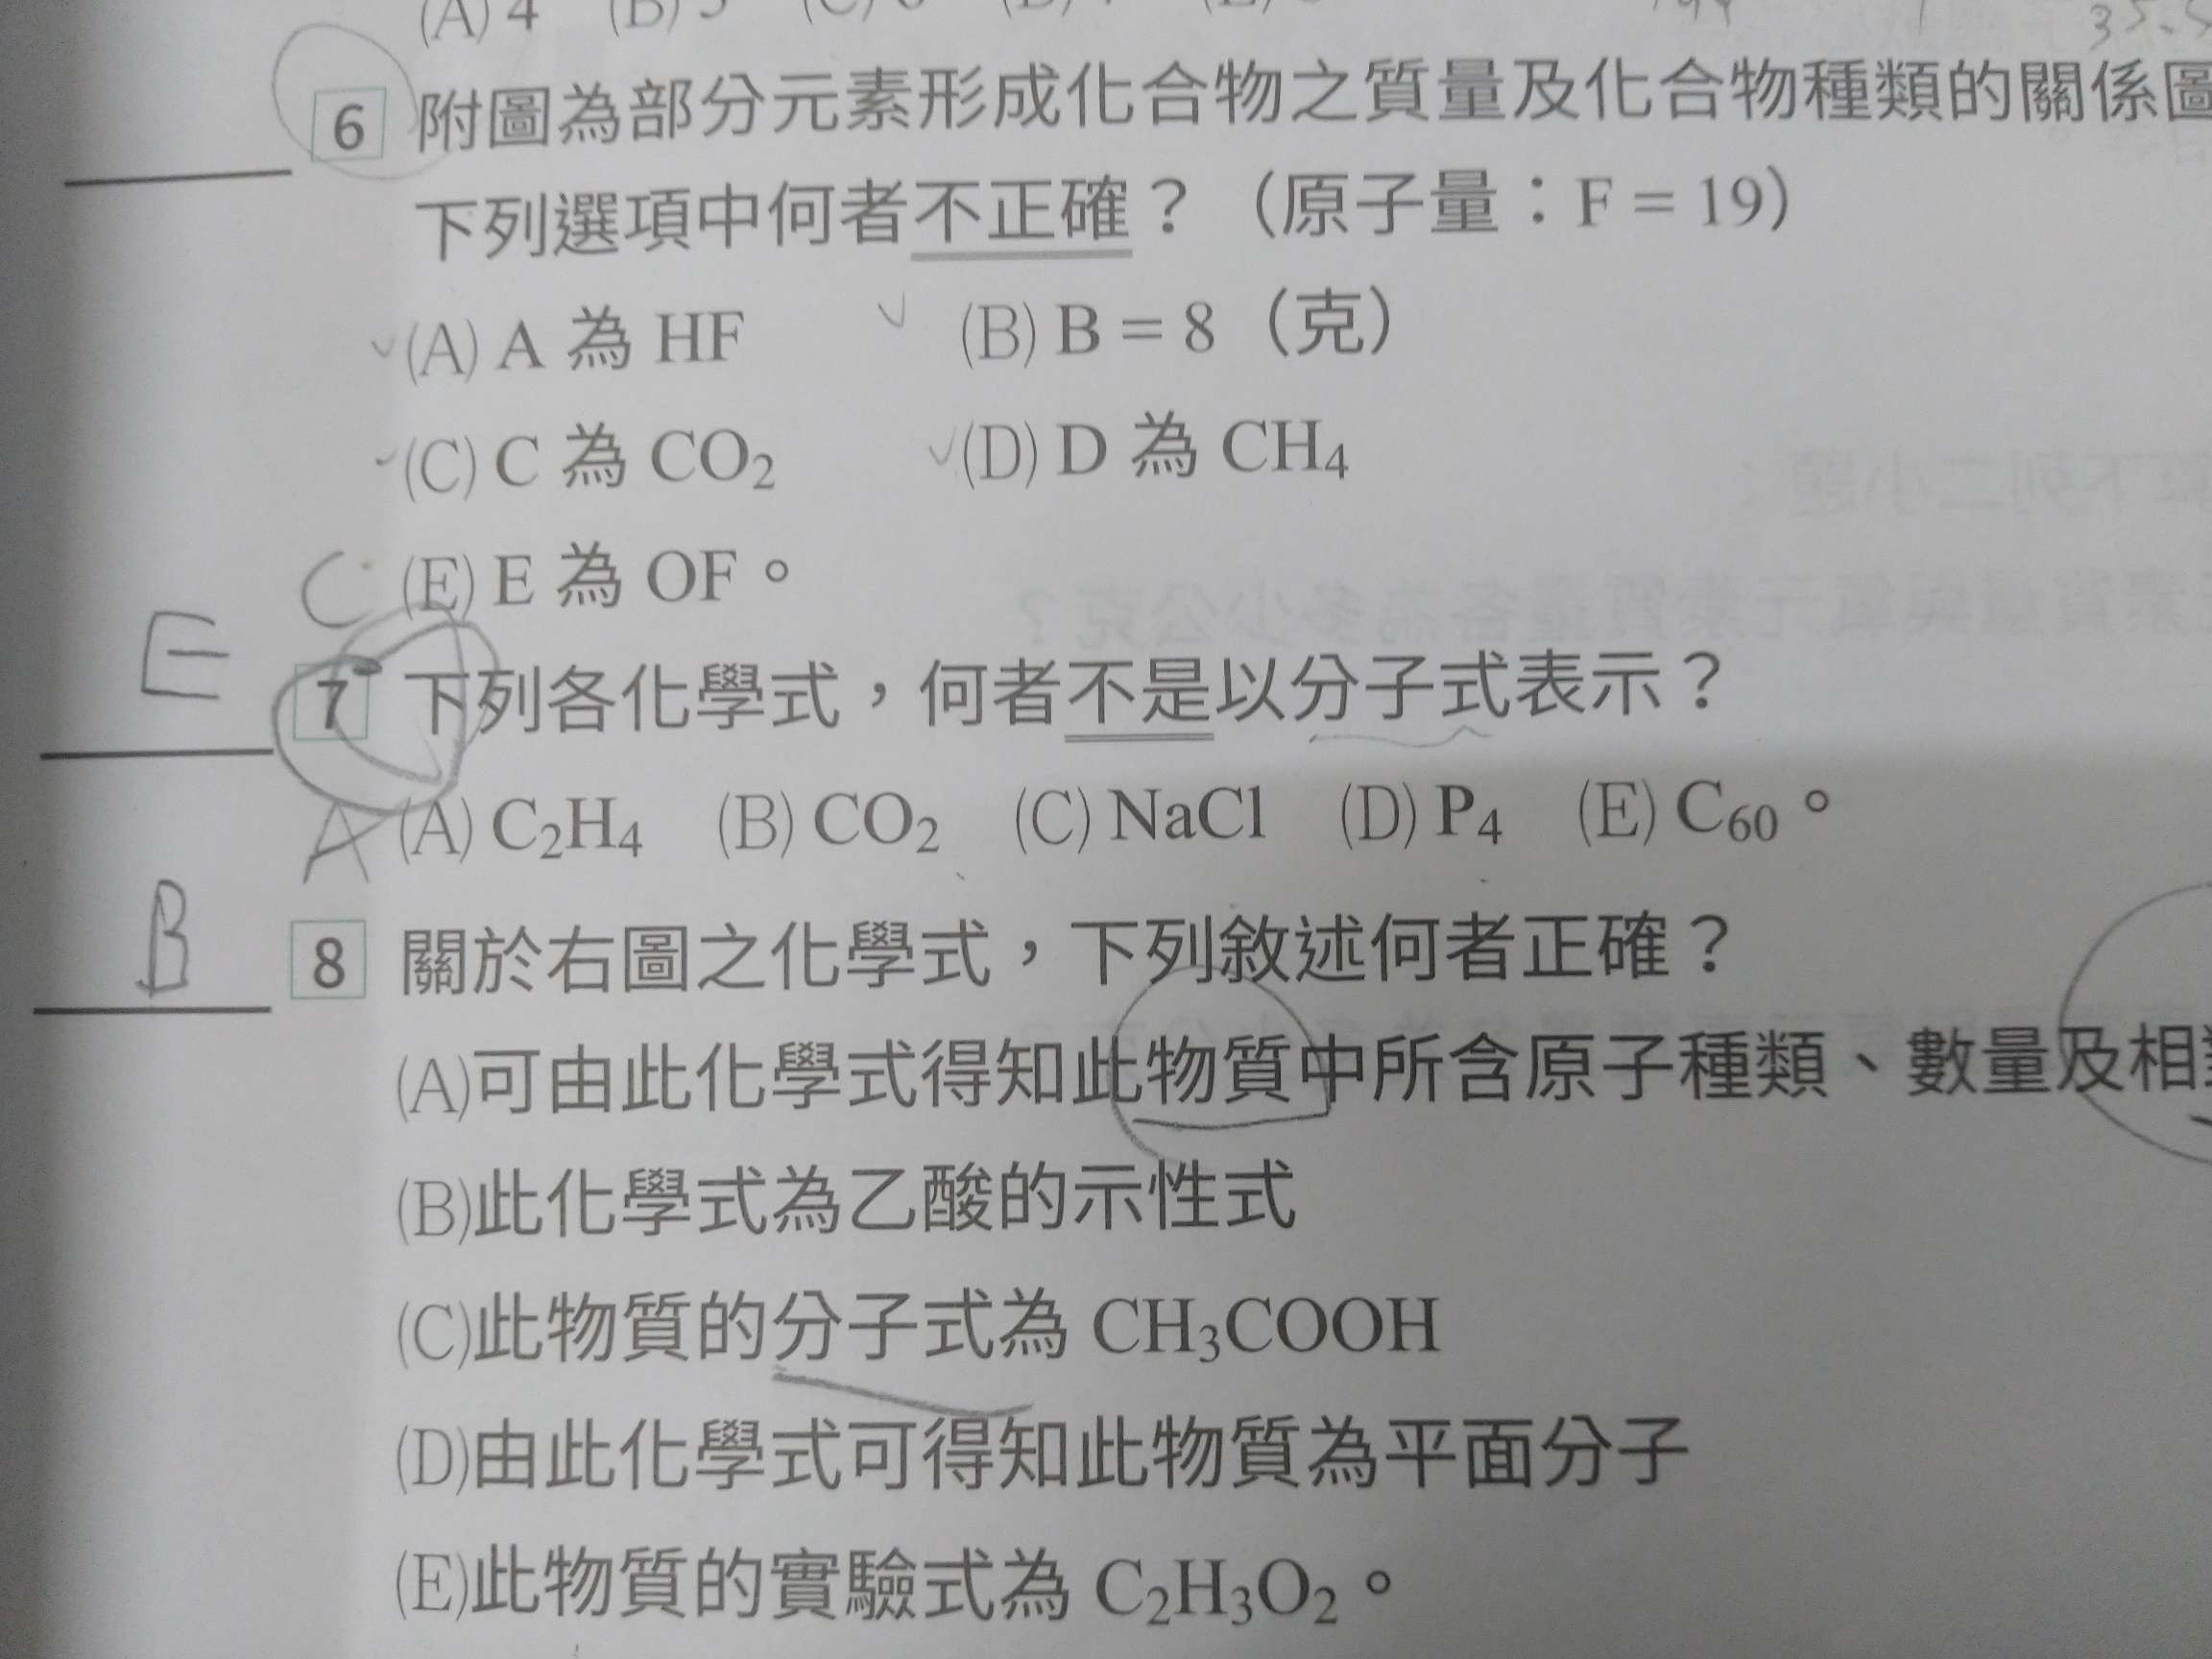 (A) 4
6 附圖為部分元素形成化合物之質量及化合物種類的關係圖
下列選項中何者不正確？（原子量：F = 19）
(A) A 為 HF (B) B = 8（克）
(C) C 為 CO₂ (D) D 為 CH₄
C (E) E 為 OF。
E
7 下列各化學式，何者不是以分子式表示？
A (A) C₂H₄ (B) CO₂ (C) NaCl (D) P₄ (E) C₆₀。
B
8 關於右圖之化學式，下列敘述何者正確？
(A)可由此化學式得知此物質中所含原子種類、數量及相
(B)此化學式為乙酸的示性式
(C)此物質的分子式為 CH₃COOH
(D)由此化學式可得知此物質為平面分子
(E)此物質的實驗式為 C₂H₃O₂。